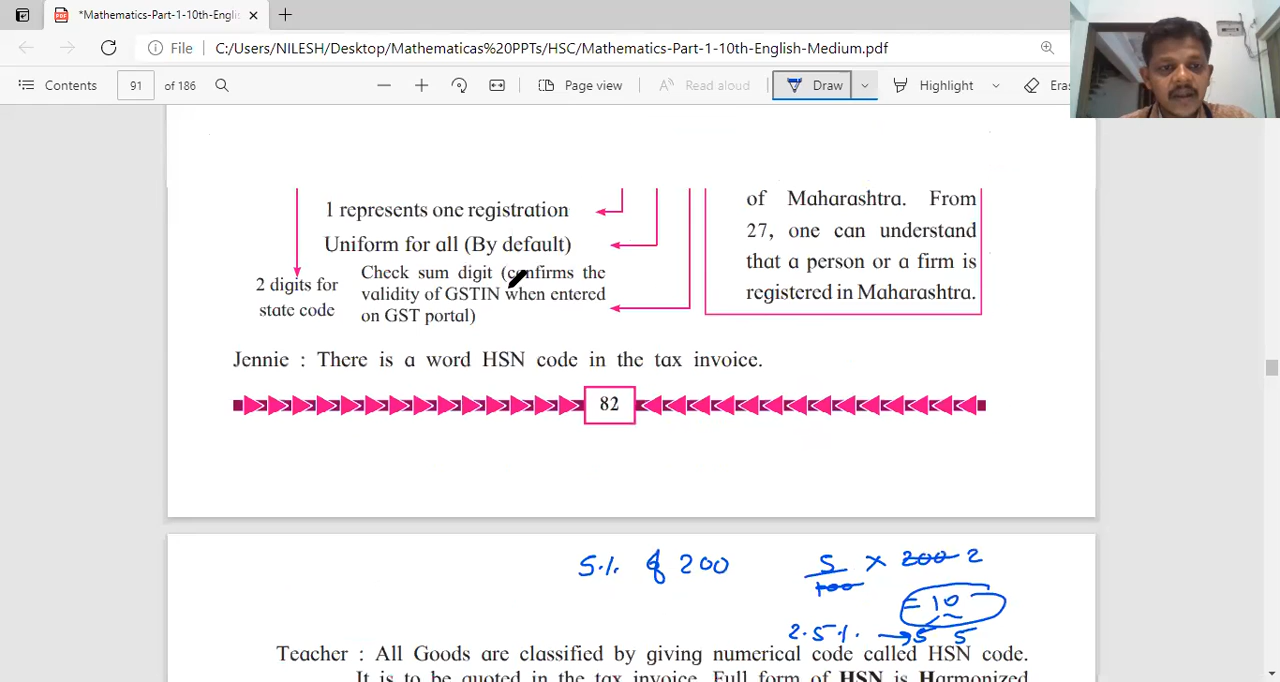 *Mathematics-Part-1-10th-Engli
File C:/Users/NILESH/Desktop/Mathematicas%20PPTs/HSC/Mathematics-Part-1-10th-English-Medium.pdf
Contents 91 of 186 Page view Read aloud Draw Highlight Eras
1 represents one registration
Uniform for all (By default)
Check sum digit (confirms the
validity of GSTIN when entered
on GST portal)
2 digits for
state code
of Maharashtra. From
27, one can understand
that a person or a firm is
registered in Maharashtra.
Jennie : There is a word HSN code in the tax invoice.
82
5.% of 200 5/100 × 200 2
= 10
2.5% → 5 5
Teacher : All Goods are classified by giving numerical code called HSN code.
It is to be quoted in the tax invoice. Full form of HSN is Harmonized